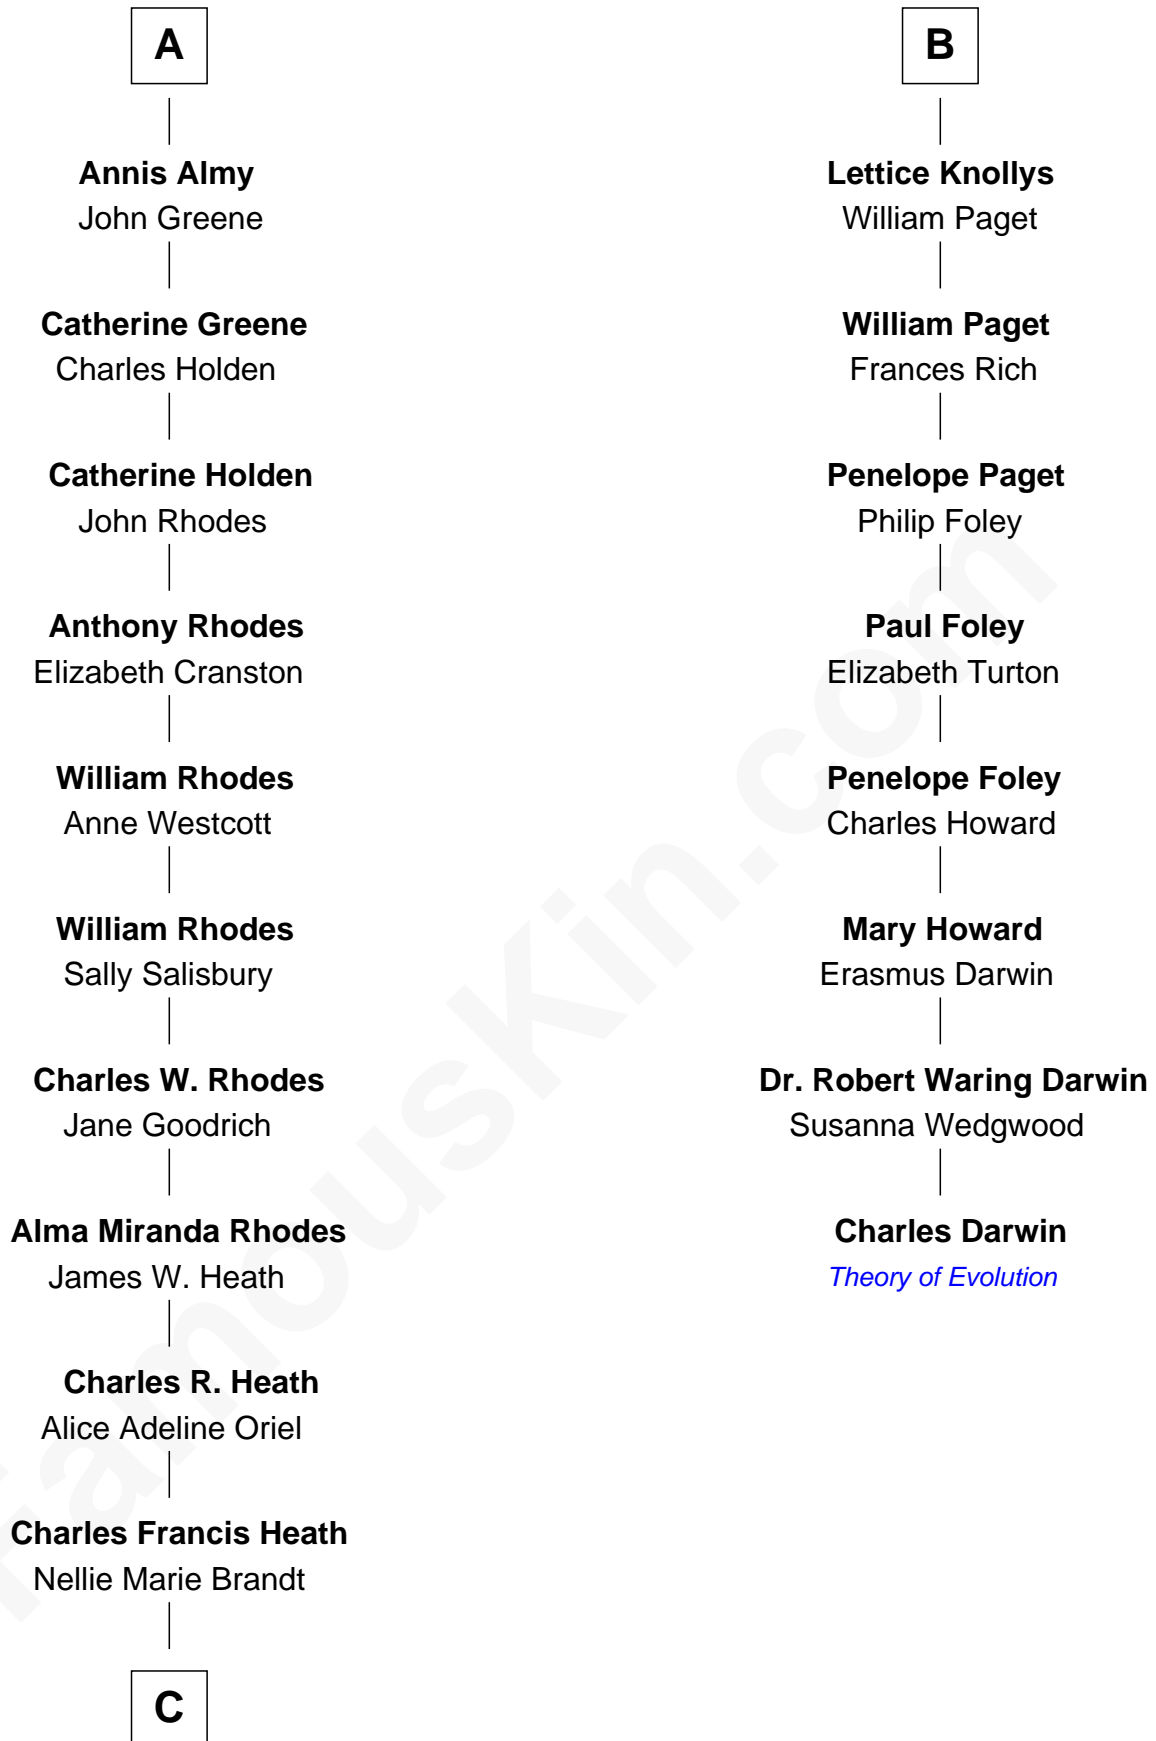 A
Annis Almy
John Greene
Catherine Greene
Charles Holden
Catherine Holden
John Rhodes
Anthony Rhodes
Elizabeth Cranston
William Rhodes
Anne Westcott
William Rhodes
Sally Salisbury
Charles W. Rhodes
Jane Goodrich
Alma Miranda Rhodes
James W. Heath
Charles R. Heath
Alice Adeline Oriel
Charles Francis Heath
Nellie Marie Brandt
C
B
Lettice Knollys
William Paget
William Paget
Frances Rich
Penelope Paget
Philip Foley
Paul Foley
Elizabeth Turton
Penelope Foley
Charles Howard
Mary Howard
Erasmus Darwin
Dr. Robert Waring Darwin
Susanna Wedgwood
Charles Darwin
Theory of Evolution
FamousKin.com